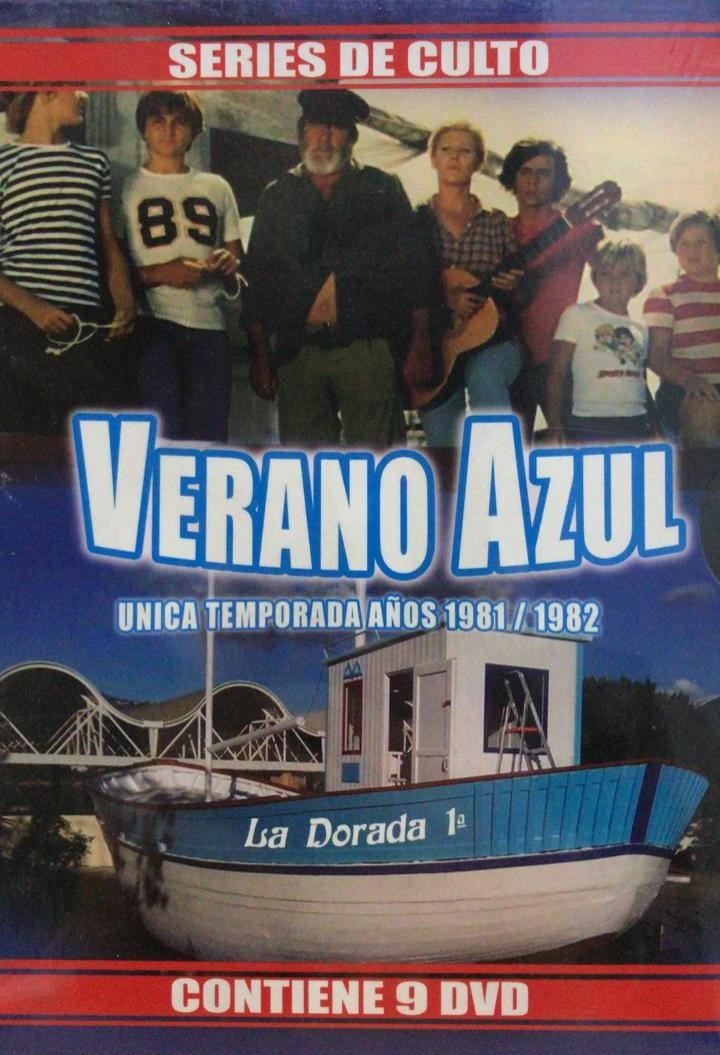 SERIES DE CULTO
89
VERANO AZUL
UNICA TEMPORADA AÑOS 1981 / 1982
La Dorada 1ª
CONTIENE 9 DVD